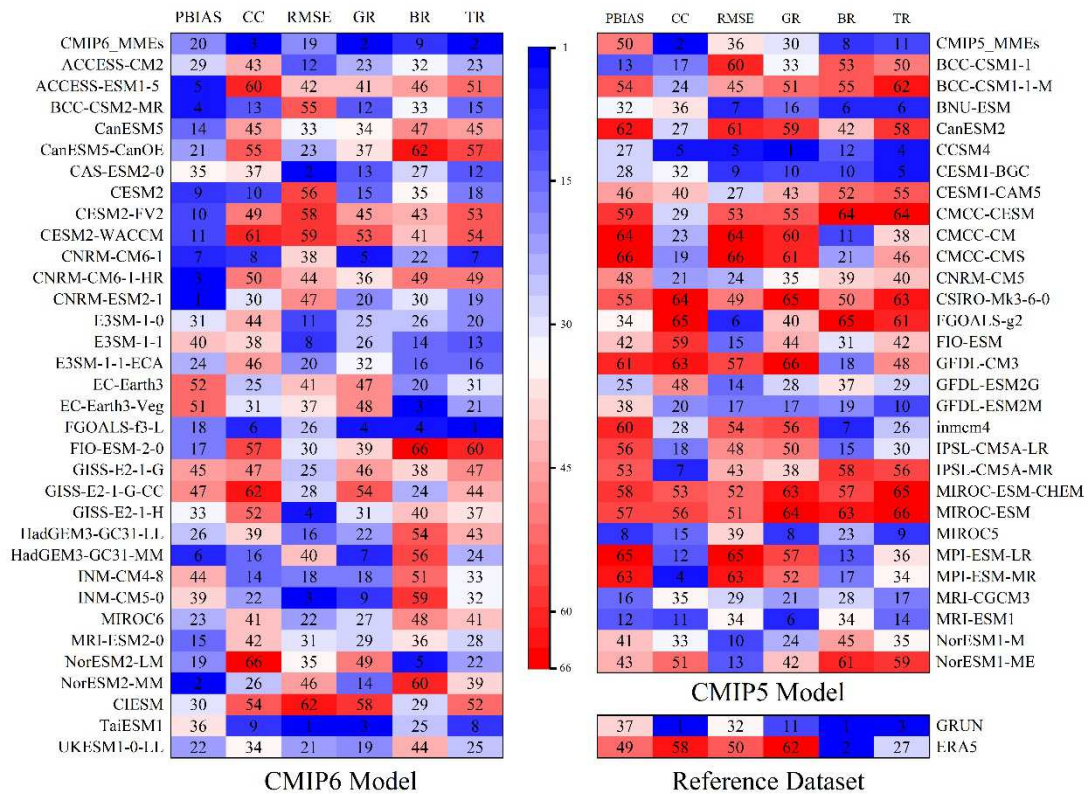 PBIAS CC RMSE GR BR TR
CMIP6_MMEs 20 3 19 2 9 2
ACCESS-CM2 29 43 12 23 32 23
ACCESS-ESM1-5 5 60 42 41 46 51
BCC-CSM2-MR 4 13 55 12 33 15
CanESM5 14 45 33 34 47 45
CanESM5-CanOE 21 55 23 37 62 57
CAS-ESM2-0 35 37 2 13 27 12
CESM2 9 10 56 15 35 18
CESM2-FV2 10 49 58 45 43 53
CESM2-WACCM 11 61 59 53 41 54
CNRM-CM6-1 7 8 38 5 22 7
CNRM-CM6-1-HR 3 50 44 36 49 49
CNRM-ESM2-1 1 30 47 20 30 19
E3SM-1-0 31 44 11 25 26 20
E3SM-1-1 40 38 8 26 14 13
E3SM-1-1-ECA 24 46 20 32 16 16
EC-Earth3 52 25 41 47 20 31
EC-Earth3-Veg 51 31 37 48 3 21
FGOALS-f3-L 18 6 26 4 4 1
FIO-ESM-2-0 17 57 30 39 66 60
GISS-E2-1-G 45 47 25 46 38 47
GISS-E2-1-G-CC 47 62 28 54 24 44
GISS-E2-1-H 33 52 4 31 40 37
HadGEM3-GC31-LL 26 39 16 22 54 43
HadGEM3-GC31-MM 6 16 40 7 56 24
INM-CM4-8 44 14 18 18 51 33
INM-CM5-0 39 22 3 9 59 32
MIROC6 23 41 22 27 48 41
MRI-ESM2-0 15 42 31 29 36 28
NorESM2-LM 19 66 35 49 5 22
NorESM2-MM 2 26 46 14 60 39
CIESM 30 54 62 58 29 52
TaiESM1 36 9 1 3 25 8
UKESM1-0-LL 22 34 21 19 44 25
CMIP6 Model
1
15
30
45
60
66
PBIAS CC RMSE GR BR TR
50 2 36 30 8 11 CMIP5_MMEs
13 17 60 33 53 50 BCC-CSM1-1
54 24 45 51 55 62 BCC-CSM1-1-M
32 36 7 16 6 6 BNU-ESM
62 27 61 59 42 58 CanESM2
27 5 5 1 12 4 CCSM4
28 32 9 10 10 5 CESM1-BGC
46 40 27 43 52 55 CESM1-CAM5
59 29 53 55 64 64 CMCC-CESM
64 23 64 60 11 38 CMCC-CM
66 19 66 61 21 46 CMCC-CMS
48 21 24 35 39 40 CNRM-CM5
55 64 49 65 50 63 CSIRO-Mk3-6-0
34 65 6 40 65 61 FGOALS-g2
42 59 15 44 31 42 FIO-ESM
61 63 57 66 18 48 GFDL-CM3
25 48 14 28 37 29 GFDL-ESM2G
38 20 17 17 19 10 GFDL-ESM2M
60 28 54 56 7 26 inmcm4
56 18 48 50 15 30 IPSL-CM5A-LR
53 7 43 38 58 56 IPSL-CM5A-MR
58 53 52 63 57 65 MIROC-ESM-CHEM
57 56 51 64 63 66 MIROC-ESM
8 15 39 8 23 9 MIROC5
65 12 65 57 13 36 MPI-ESM-LR
63 4 63 52 17 34 MPI-ESM-MR
16 35 29 21 28 17 MRI-CGCM3
12 11 34 6 34 14 MRI-ESM1
41 33 10 24 45 35 NorESM1-M
43 51 13 42 61 59 NorESM1-ME
CMIP5 Model
37 1 32 11 1 3 GRUN
49 58 50 62 2 27 ERA5
Reference Dataset